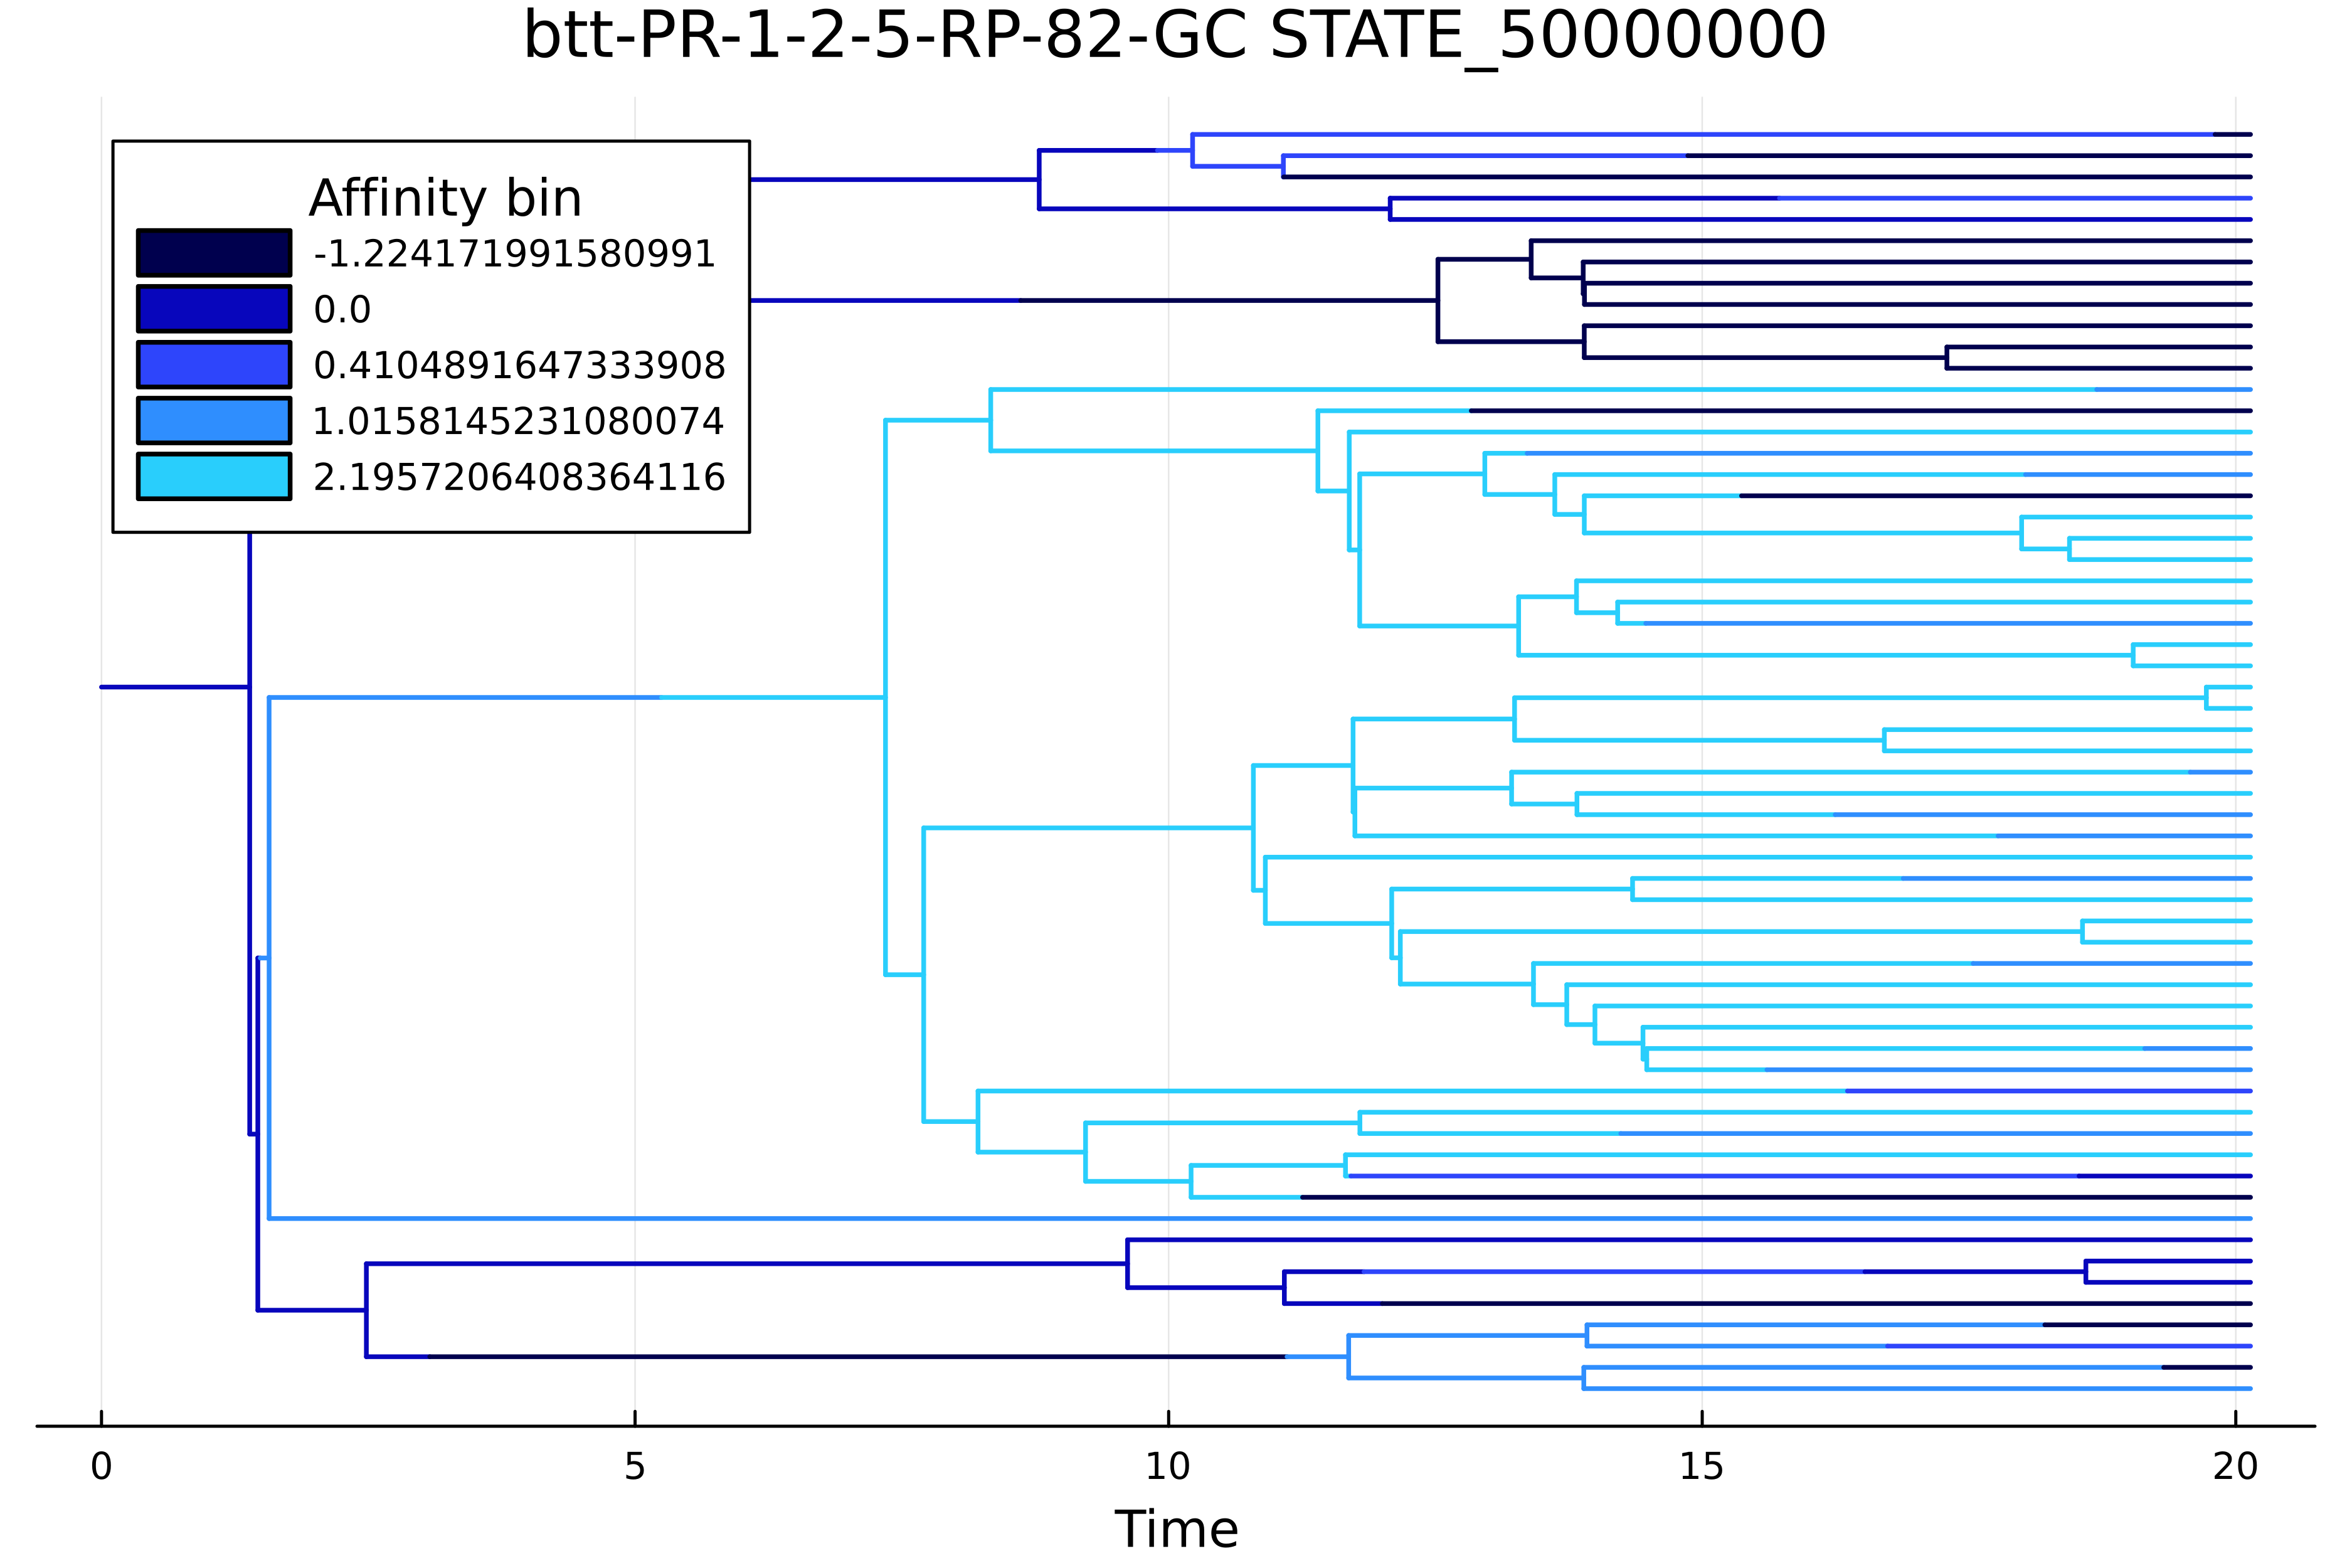 btt-PR-1-2-5-RP-82-GC STATE_50000000
Affinity bin
-1.224171991580991
0.0
0.4104891647333908
1.0158145231080074
2.1957206408364116
0 5 10 15 20
Time